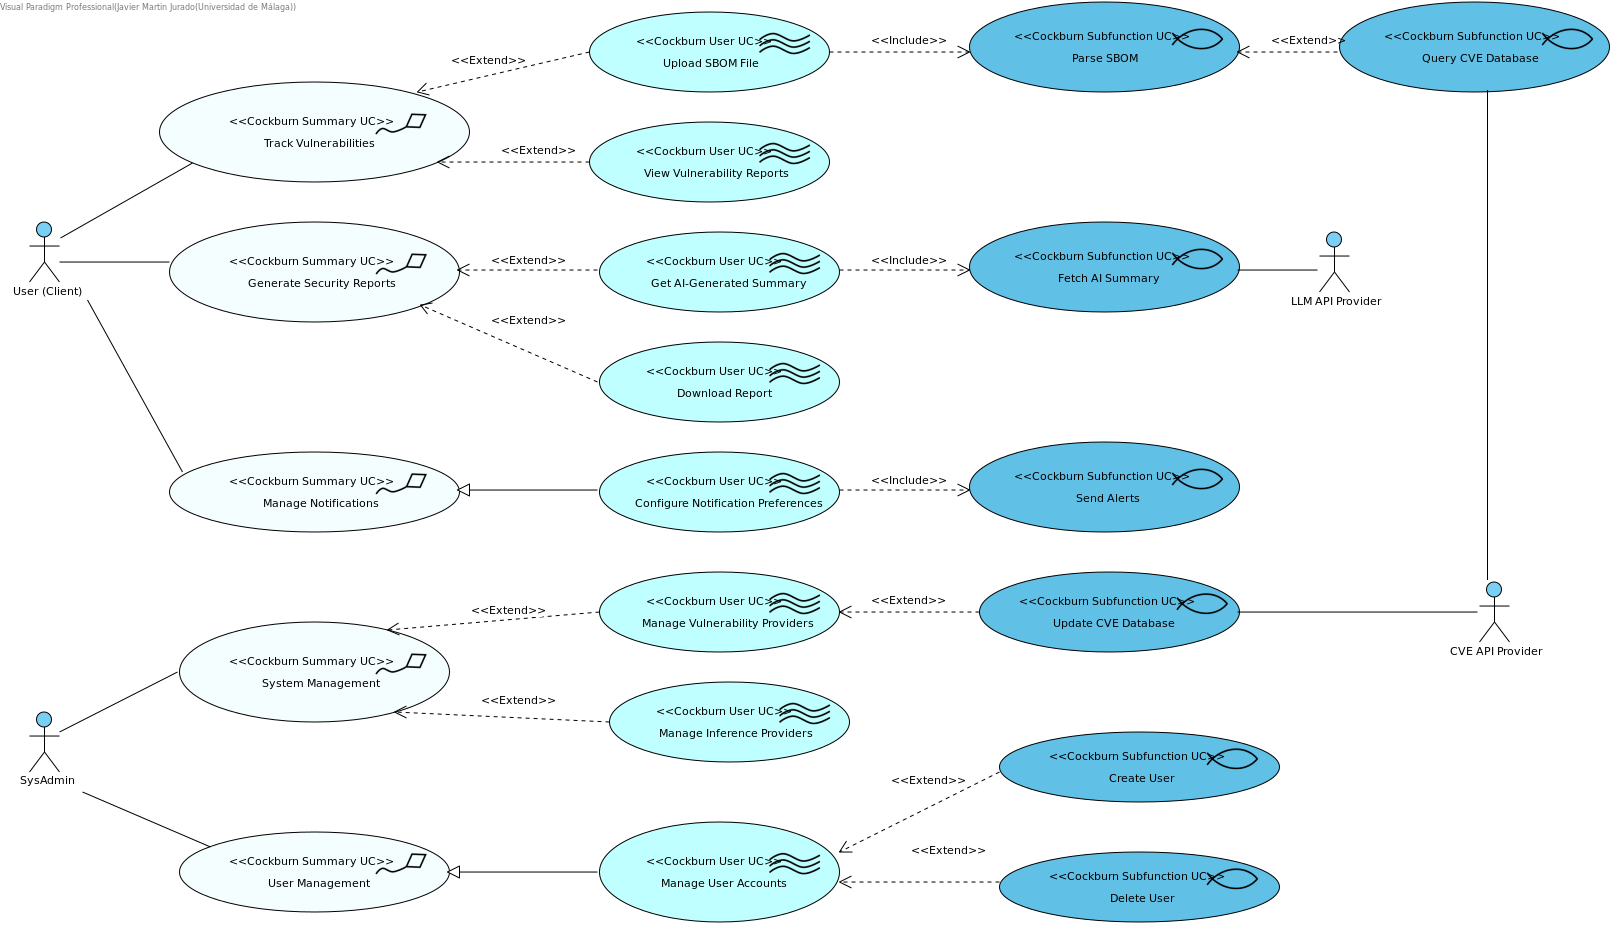 Visual Paradigm Professional(Javier Martin Jurado(Universidad de Málaga))
<<Cockburn User UC>>
Upload SBOM File
<<Include>>
<<Cockburn Subfunction UC>>
Parse SBOM
<<Extend>>
<<Cockburn Subfunction UC>>
Query CVE Database
<<Extend>>
<<Cockburn Summary UC>>
Track Vulnerabilities
<<Extend>>
<<Cockburn User UC>>
View Vulnerability Reports
User (Client)
<<Cockburn Summary UC>>
Generate Security Reports
<<Extend>>
<<Cockburn User UC>>
Get AI-Generated Summary
<<Include>>
<<Cockburn Subfunction UC>>
Fetch AI Summary
LLM API Provider
<<Extend>>
<<Cockburn User UC>>
Download Report
<<Cockburn Summary UC>>
Manage Notifications
<<Cockburn User UC>>
Configure Notification Preferences
<<Include>>
<<Cockburn Subfunction UC>>
Send Alerts
<<Extend>>
<<Cockburn User UC>>
Manage Vulnerability Providers
<<Extend>>
<<Cockburn Subfunction UC>>
Update CVE Database
CVE API Provider
<<Cockburn Summary UC>>
System Management
<<Extend>>
<<Cockburn User UC>>
Manage Inference Providers
SysAdmin
<<Extend>>
<<Cockburn Subfunction UC>>
Create User
<<Cockburn Summary UC>>
User Management
<<Cockburn User UC>>
Manage User Accounts
<<Extend>>
<<Cockburn Subfunction UC>>
Delete User